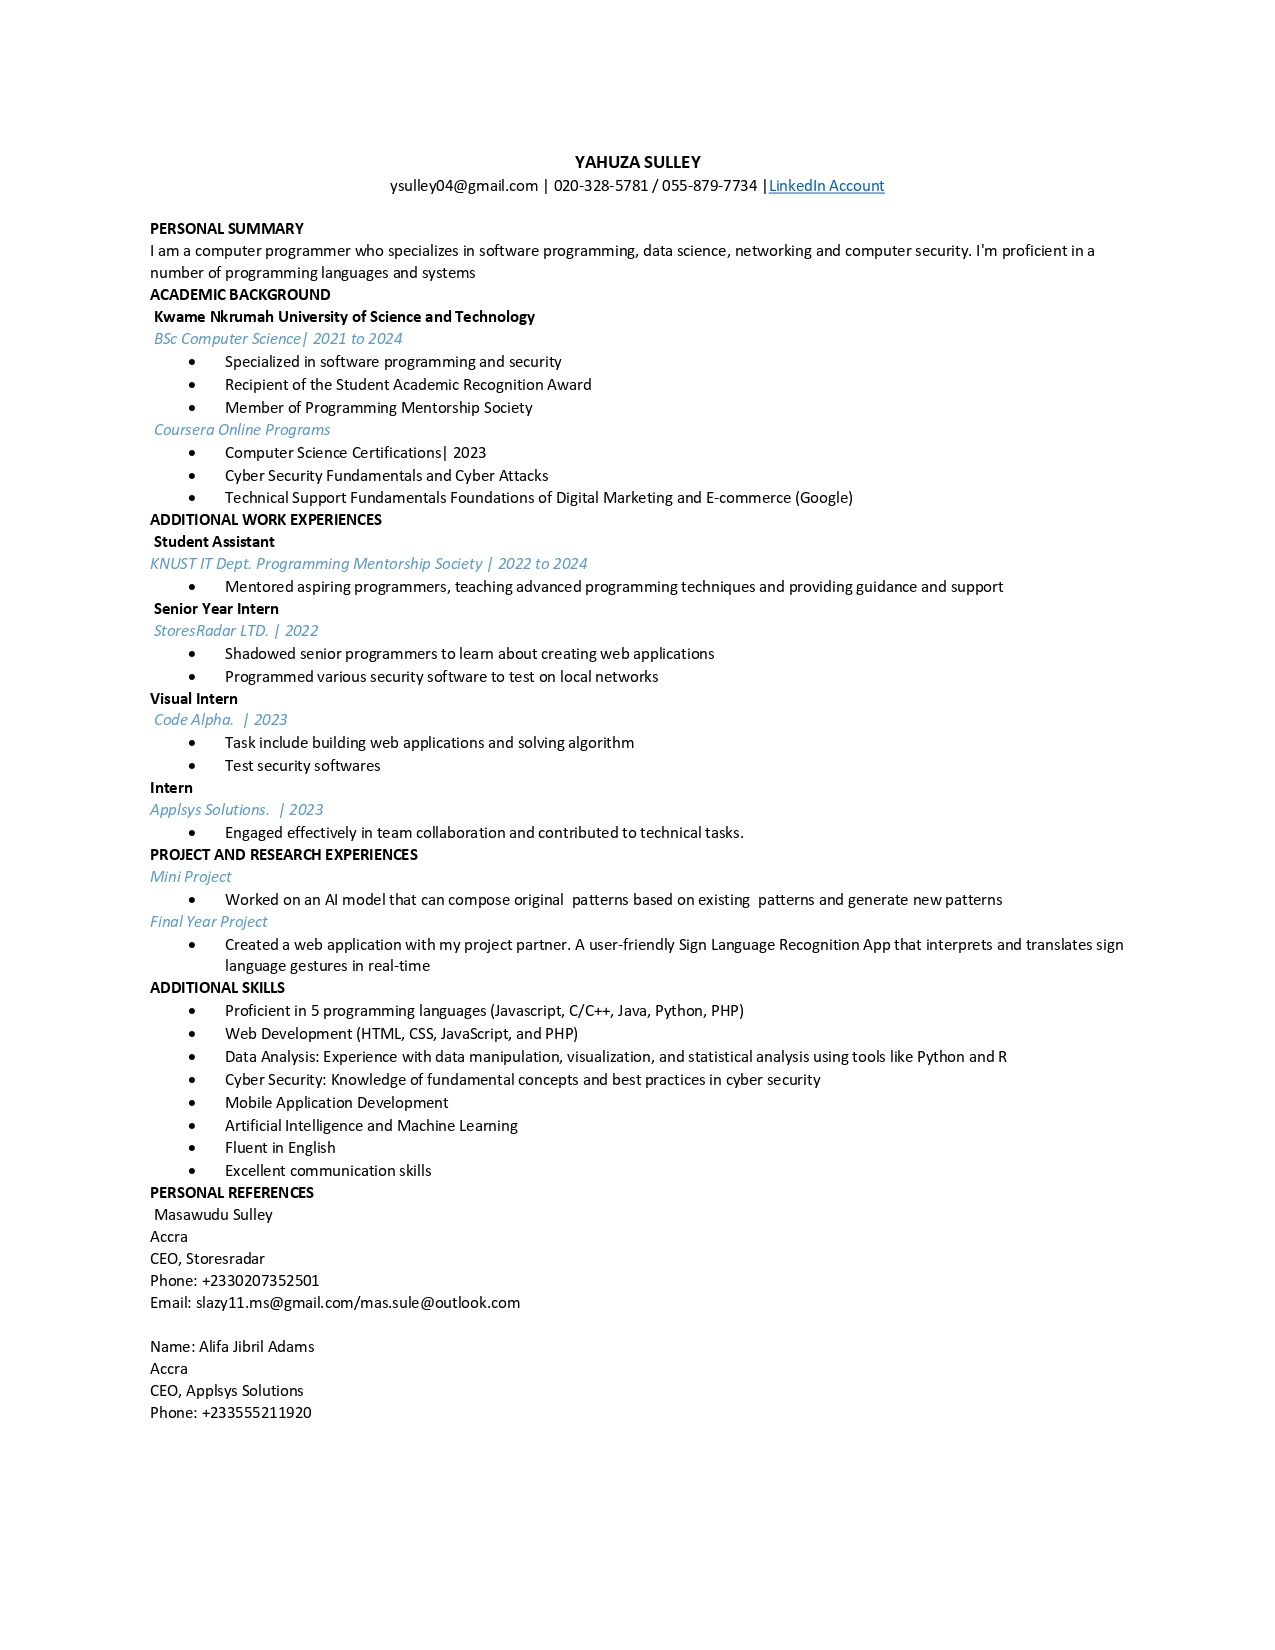 YAHUZA SULLEY
ysulley04@gmail.com | 020-328-5781 / 055-879-7734 |LinkedIn Account
PERSONAL SUMMARY
I am a computer programmer who specializes in software programming, data science, networking and computer security. I'm proficient in a
number of programming languages and systems
ACADEMIC BACKGROUND
Kwame Nkrumah University of Science and Technology
BSc Computer Science| 2021 to 2024
• Specialized in software programming and security
• Recipient of the Student Academic Recognition Award
• Member of Programming Mentorship Society
Coursera Online Programs
• Computer Science Certifications| 2023
• Cyber Security Fundamentals and Cyber Attacks
• Technical Support Fundamentals Foundations of Digital Marketing and E-commerce (Google)
ADDITIONAL WORK EXPERIENCES
Student Assistant
KNUST IT Dept. Programming Mentorship Society | 2022 to 2024
• Mentored aspiring programmers, teaching advanced programming techniques and providing guidance and support
Senior Year Intern
StoresRadar LTD. | 2022
• Shadowed senior programmers to learn about creating web applications
• Programmed various security software to test on local networks
Visual Intern
Code Alpha. | 2023
• Task include building web applications and solving algorithm
• Test security softwares
Intern
Applsys Solutions. | 2023
• Engaged effectively in team collaboration and contributed to technical tasks.
PROJECT AND RESEARCH EXPERIENCES
Mini Project
• Worked on an AI model that can compose original patterns based on existing patterns and generate new patterns
Final Year Project
• Created a web application with my project partner. A user-friendly Sign Language Recognition App that interprets and translates sign
language gestures in real-time
ADDITIONAL SKILLS
• Proficient in 5 programming languages (Javascript, C/C++, Java, Python, PHP)
• Web Development (HTML, CSS, JavaScript, and PHP)
• Data Analysis: Experience with data manipulation, visualization, and statistical analysis using tools like Python and R
• Cyber Security: Knowledge of fundamental concepts and best practices in cyber security
• Mobile Application Development
• Artificial Intelligence and Machine Learning
• Fluent in English
• Excellent communication skills
PERSONAL REFERENCES
Masawudu Sulley
Accra
CEO, Storesradar
Phone: +2330207352501
Email: slazy11.ms@gmail.com/mas.sule@outlook.com
Name: Alifa Jibril Adams
Accra
CEO, Applsys Solutions
Phone: +233555211920